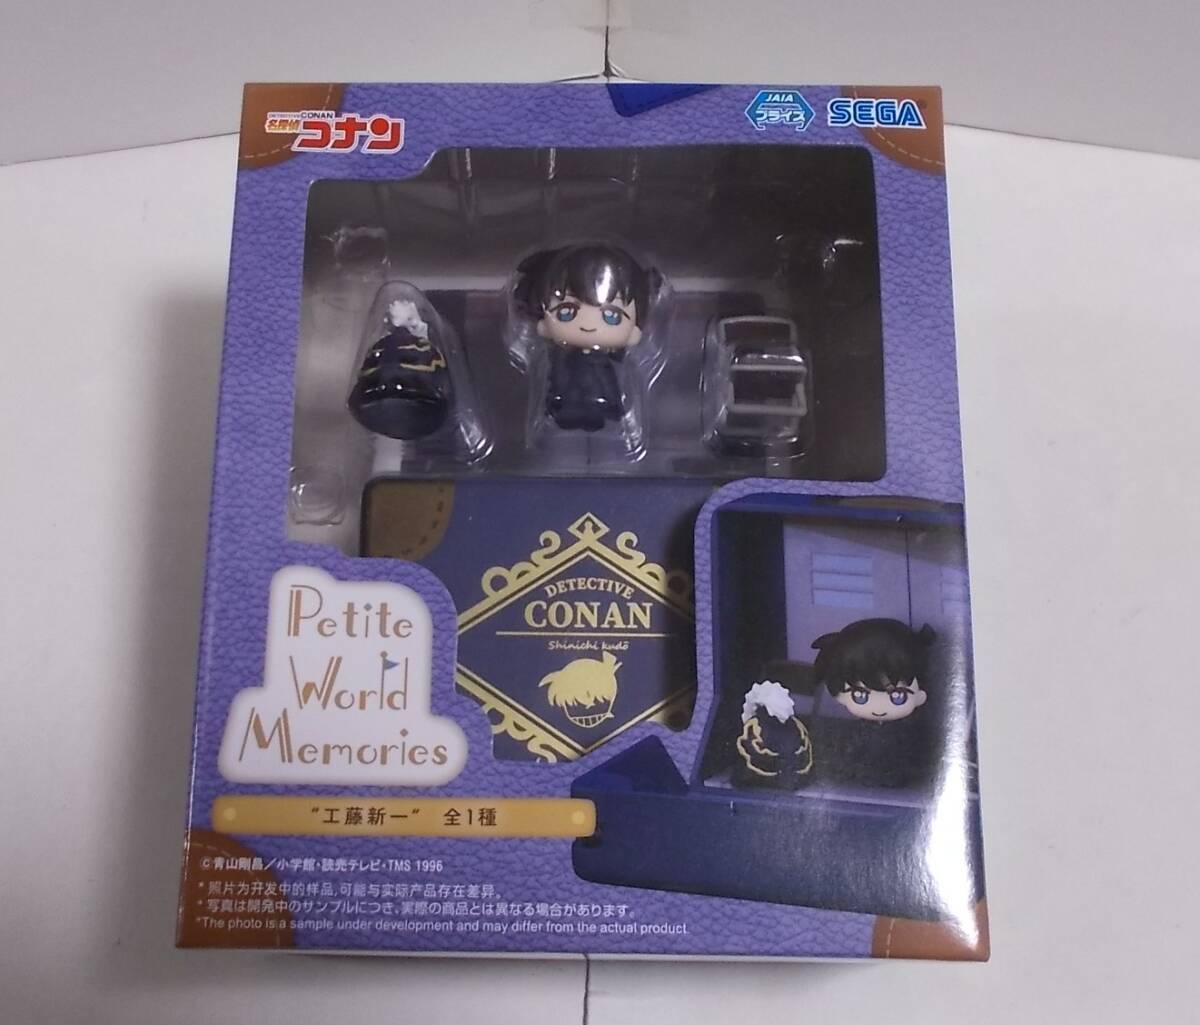 DETECTIVE CONAN
名探偵コナン
JAIA
プライズ
SEGA
DETECTIVE
CONAN
Shinichi kudō
Petite
World
Memories
"工藤新一" 全1種
©青山剛昌／小学館・読売テレビ・TMS 1996
*照片为开发中的样品,可能与实际产品存在差异。
*写真は開発中のサンプルにつき、実際の商品とは異なる場合があります。
*The photo is a sample under development and may differ from the actual product.